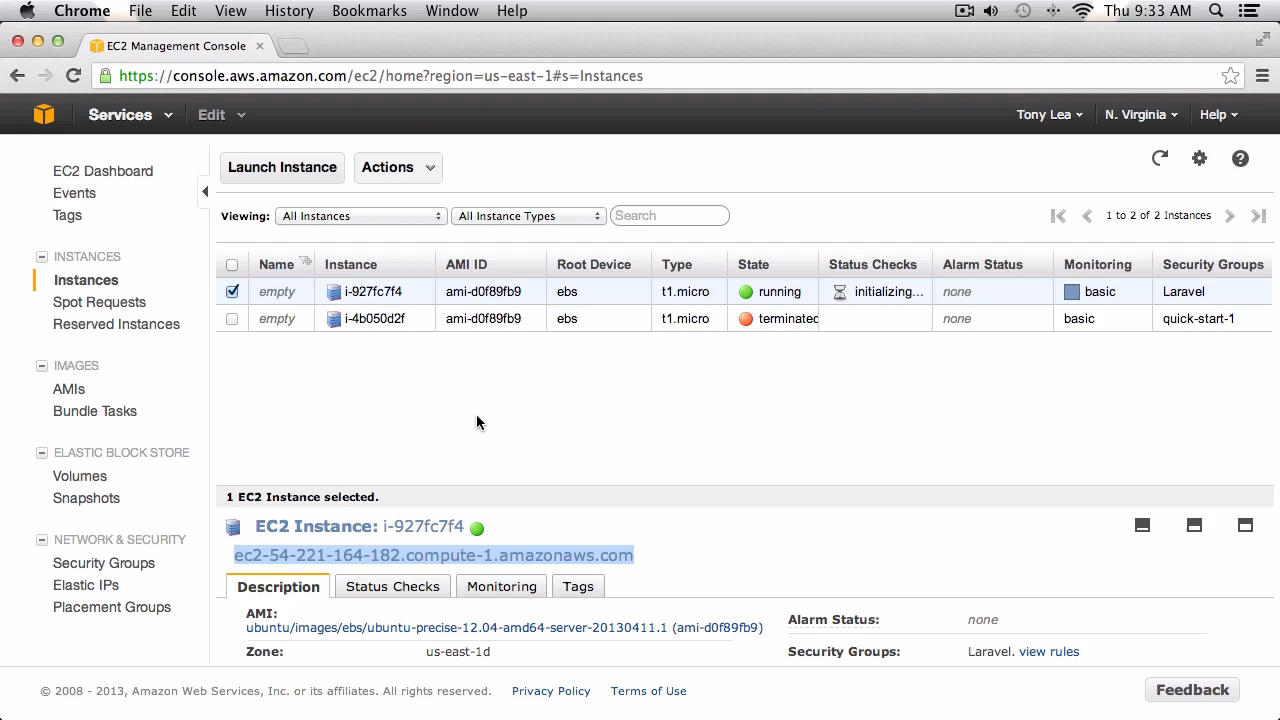 Chrome File Edit View History Bookmarks Window Help Thu 9:33 AM
EC2 Management Console
https://console.aws.amazon.com/ec2/home?region=us-east-1#s=Instances
Services Edit Tony Lea N. Virginia Help
EC2 Dashboard
Events
Tags
INSTANCES
Instances
Spot Requests
Reserved Instances
IMAGES
AMIs
Bundle Tasks
ELASTIC BLOCK STORE
Volumes
Snapshots
NETWORK & SECURITY
Security Groups
Elastic IPs
Placement Groups
Launch Instance Actions
Viewing: All Instances All Instance Types Search 1 to 2 of 2 Instances
Name Instance AMI ID Root Device Type State Status Checks Alarm Status Monitoring Security Groups
empty i-927fc7f4 ami-d0f89fb9 ebs t1.micro running initializing... none basic Laravel
empty i-4b050d2f ami-d0f89fb9 ebs t1.micro terminated none basic quick-start-1
1 EC2 Instance selected.
EC2 Instance: i-927fc7f4
ec2-54-221-164-182.compute-1.amazonaws.com
Description Status Checks Monitoring Tags
AMI:
ubuntu/images/ebs/ubuntu-precise-12.04-amd64-server-20130411.1 (ami-d0f89fb9)
Alarm Status: none
Zone: us-east-1d
Security Groups: Laravel. view rules
© 2008 - 2013, Amazon Web Services, Inc. or its affiliates. All rights reserved. Privacy Policy Terms of Use Feedback